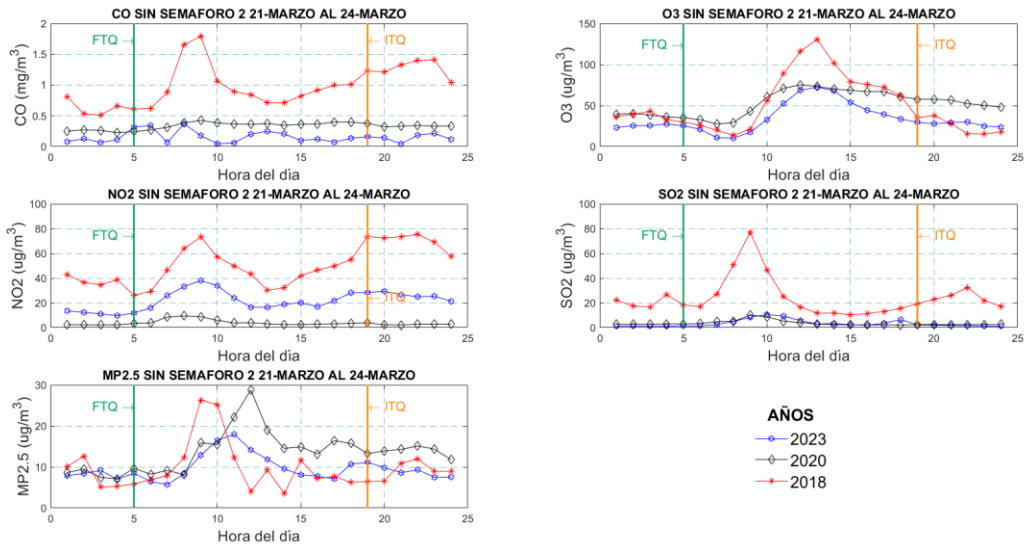 CO SIN SEMAFORO 2 21-MARZO AL 24-MARZO
CO (mg/m³)
2
1.5
1
0.5
0
FTQ
ITQ
0 5 10 15 20 25
Hora del día
O3 SIN SEMAFORO 2 21-MARZO AL 24-MARZO
O3 (ug/m³)
150
100
50
0
FTQ
ITQ
0 5 10 15 20 25
Hora del día
NO2 SIN SEMAFORO 2 21-MARZO AL 24-MARZO
NO2 (ug/m³)
100
80
60
40
20
0
FTQ
ITQ
0 5 10 15 20 25
Hora del día
SO2 SIN SEMAFORO 2 21-MARZO AL 24-MARZO
SO2 (ug/m³)
100
80
60
40
20
0
FTQ
ITQ
0 5 10 15 20 25
Hora del día
MP2.5 SIN SEMAFORO 2 21-MARZO AL 24-MARZO
MP2.5 (ug/m³)
30
20
10
0
FTQ
ITQ
0 5 10 15 20 25
Hora del día
AÑOS
2023
2020
2018